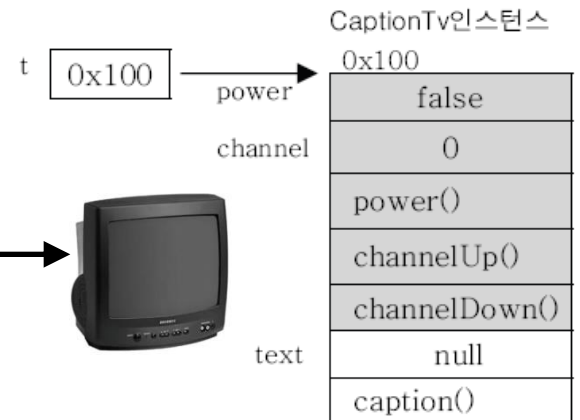 CaptionTv인스턴스
t
0x100
0x100
power
false
channel
0
power()
channelUp()
channelDown()
text
null
caption()